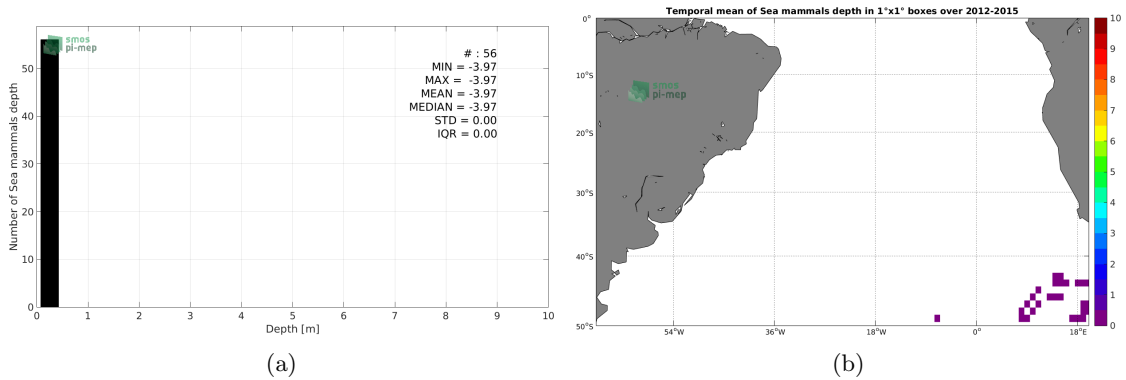 smos
pi-mep
# : 56
MIN = -3.97
MAX = -3.97
MEAN = -3.97
MEDIAN = -3.97
STD = 0.00
IQR = 0.00
Number of Sea mammals depth
50
40
30
20
10
0
0 1 2 3 4 5 6 7 8 9 10
Depth [m]
(a)
Temporal mean of Sea mammals depth in 1°x1° boxes over 2012-2015
smos
pi-mep
0°
10°S
20°S
30°S
40°S
50°S
54°W 36°W 18°W 0° 18°E
10
9
8
7
6
5
4
3
2
1
0
(b)